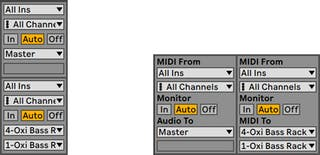 All Ins
All Channe
In Auto Off
Master
All Ins
All Channe
In Auto Off
4-Oxi Bass R
1-Oxi Bass R
MIDI From
All Ins
All Channels
Monitor
In Auto Off
Audio To
Master
MIDI From
All Ins
All Channels
Monitor
In Auto Off
MIDI To
4-Oxi Bass Rack
1-Oxi Bass Rack